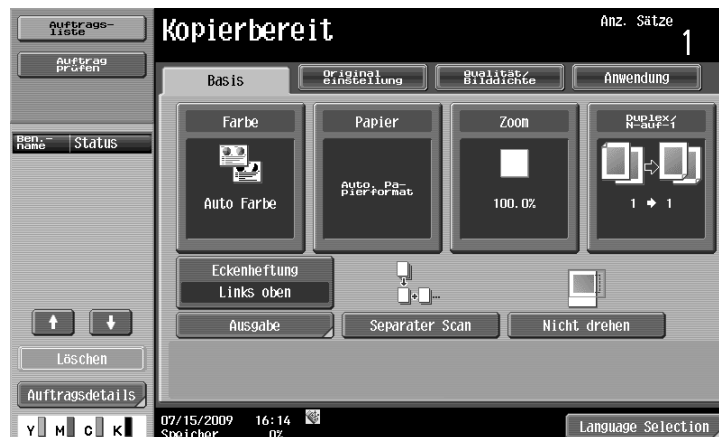 Auftrags-
liste
Auftrag
prüfen
Ben.-
name
Status
Löschen
Auftragsdetails
Y M C K
Kopierbereit
Anz. Sätze
1
Basis
Original
einstellung
Qualität/
Bilddichte
Anwendung
Farbe
Auto Farbe
Papier
Auto. Pa-
pierformat
Zoom
100.0%
Duplex/
N-auf-1
1 → 1
Eckenheftung
Links oben
Ausgabe
Separater Scan
Nicht drehen
07/15/2009 16:14
Speicher 0%
Language Selection